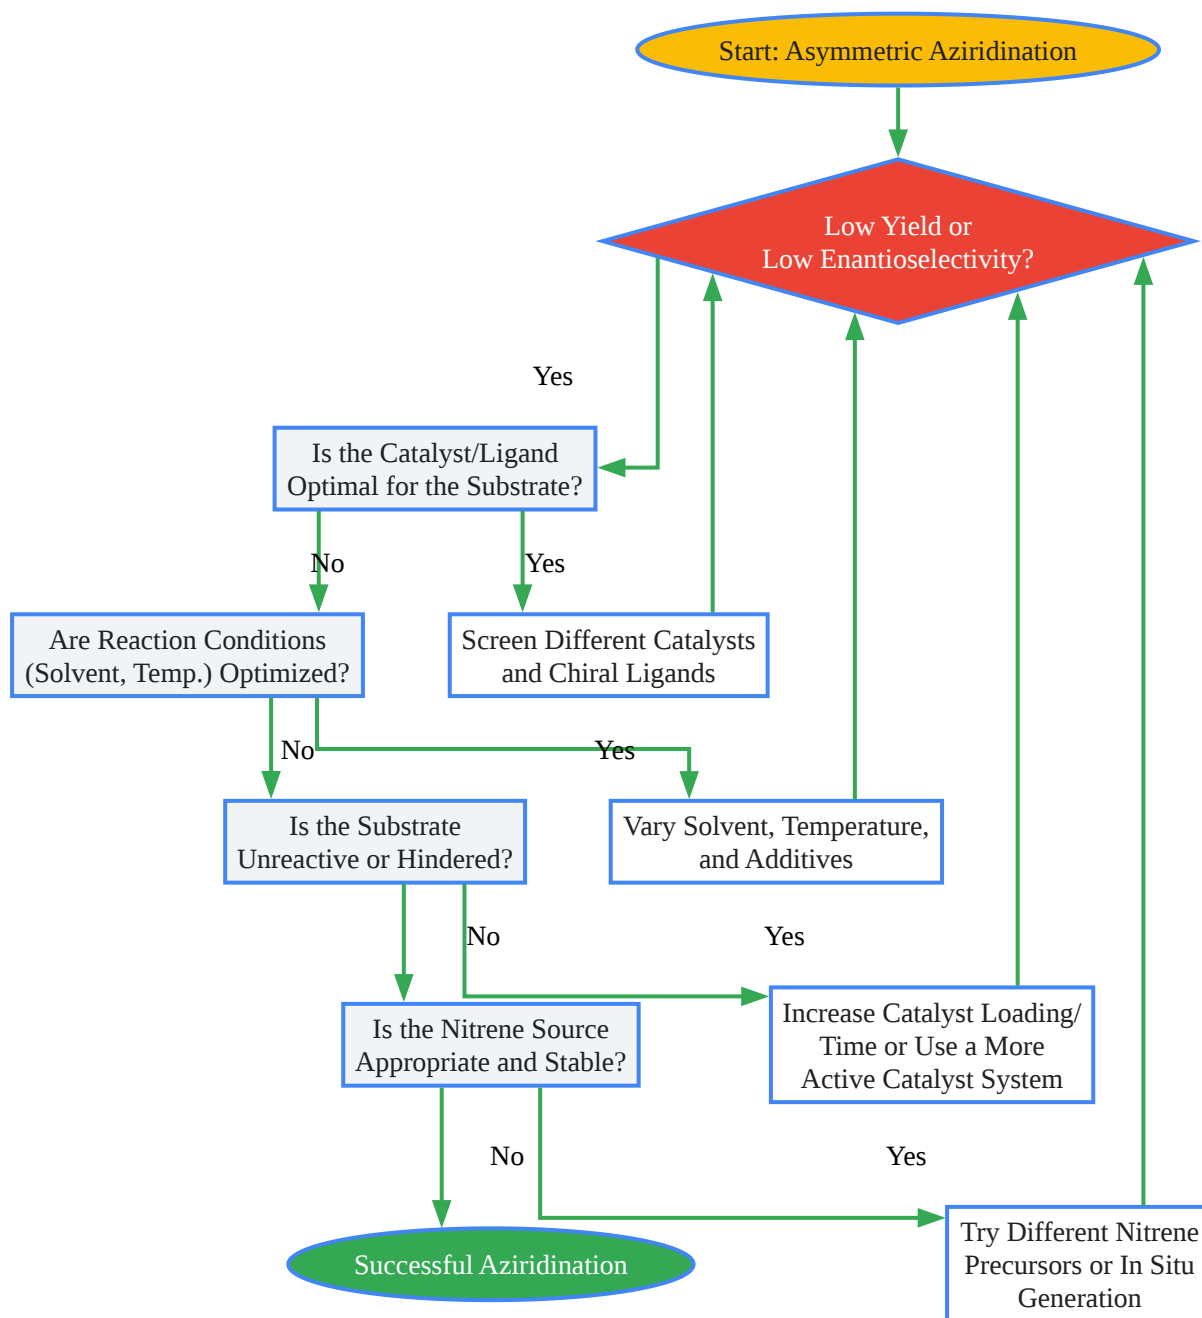 Start: Asymmetric Aziridination
Low Yield or
Low Enantioselectivity?
Yes
Is the Catalyst/Ligand
Optimal for the Substrate?
No
Yes
Are Reaction Conditions
(Solvent, Temp.) Optimized?
Screen Different Catalysts
and Chiral Ligands
No
Yes
Is the Substrate
Unreactive or Hindered?
Vary Solvent, Temperature,
and Additives
No
Yes
Is the Nitrene Source
Appropriate and Stable?
Increase Catalyst Loading/
Time or Use a More
Active Catalyst System
No
Yes
Successful Aziridination
Try Different Nitrene
Precursors or In Situ
Generation